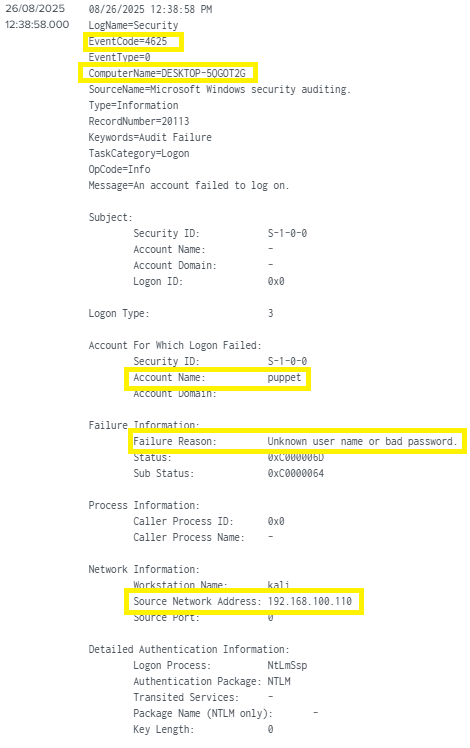 26/08/2025
12:38:58.000
08/26/2025 12:38:58 PM
LogName=Security
EventCode=4625
EventType=0
ComputerName=DESKTOP-5QGOT2G
SourceName=Microsoft Windows security auditing.
Type=Information
RecordNumber=20113
Keywords=Audit Failure
TaskCategory=Logon
OpCode=Info
Message=An account failed to log on.
Subject:
Security ID: S-1-0-0
Account Name: -
Account Domain: -
Logon ID: 0x0
Logon Type: 3
Account For Which Logon Failed:
Security ID: S-1-0-0
Account Name: puppet
Account Domain:
Failure Information:
Failure Reason: Unknown user name or bad password.
Status: 0xC000006D
Sub Status: 0xC0000064
Process Information:
Caller Process ID: 0x0
Caller Process Name: -
Network Information:
Workstation Name: kali
Source Network Address: 192.168.100.110
Source Port: 0
Detailed Authentication Information:
Logon Process: NtLmSsp
Authentication Package: NTLM
Transited Services: -
Package Name (NTLM only): -
Key Length: 0